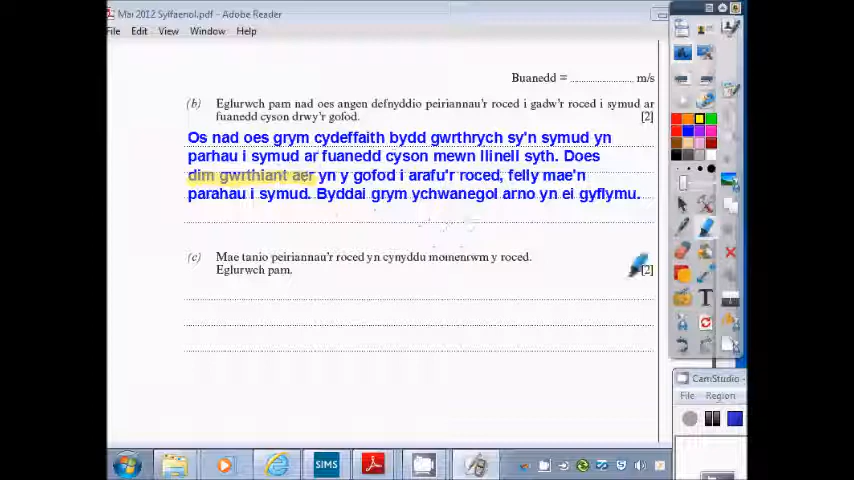 Mai 2012 Sylfaenol.pdf - Adobe Reader
File Edit View Window Help
Buanedd = .................. m/s
(b) Eglurwch pam nad oes angen defnyddio peiriannau'r roced i gadw'r roced i symud ar
fuanedd cyson drwy'r gofod. [2]
Os nad oes grym cydeffaith bydd gwrthrych sy'n symud yn
parhau i symud ar fuanedd cyson mewn llinell syth. Does
dim gwrthiant aer yn y gofod i arafu'r roced, felly mae'n
parahau i symud. Byddai grym ychwanegol arno yn ei gyflymu.
(c) Mae tanio peiriannau'r roced yn cynyddu momentwm y roced.
Eglurwch pam. [2]
CamStudio -
File Region
SIMS